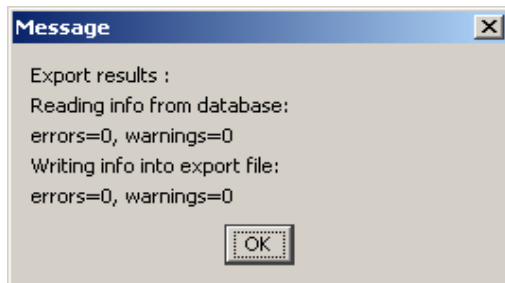 Message
Export results :
Reading info from database:
errors=0, warnings=0
Writing info into export file:
errors=0, warnings=0
OK